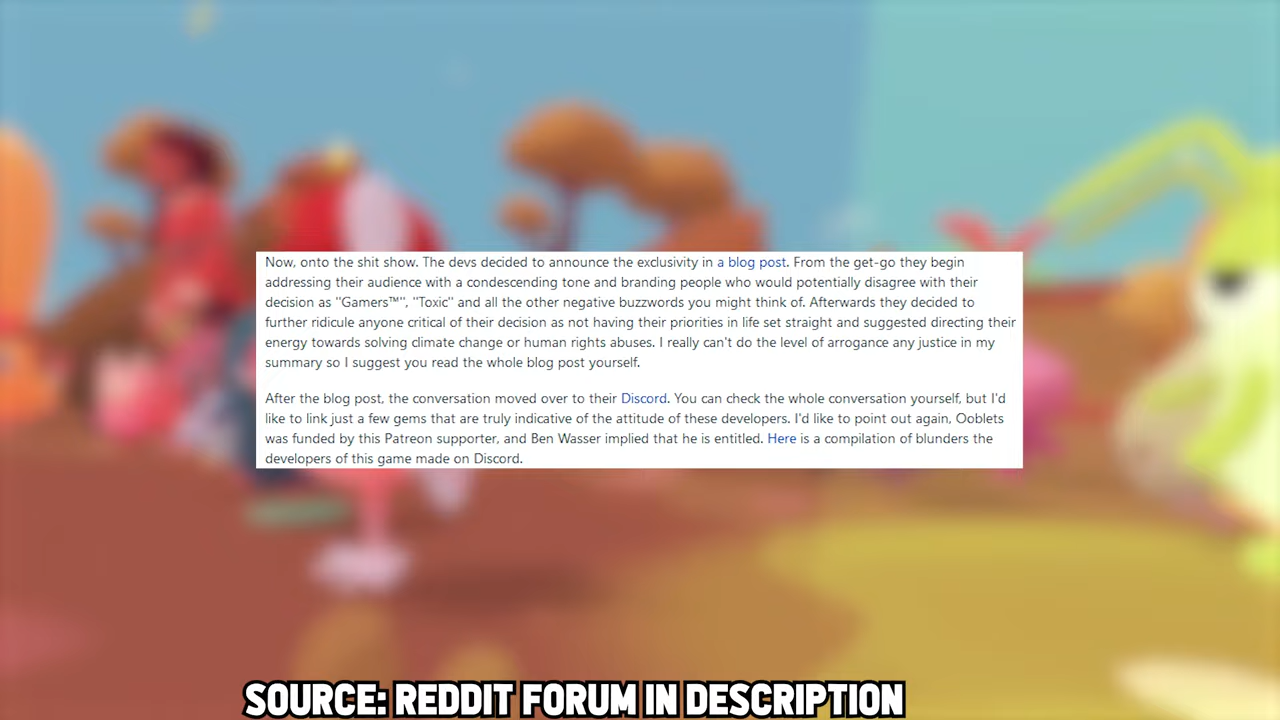 Now, onto the shit show. The devs decided to announce the exclusivity in a blog post. From the get-go they begin
addressing their audience with a condescending tone and branding people who would potentially disagree with their
decision as "Gamers™", "Toxic" and all the other negative buzzwords you might think of. Afterwards they decided to
further ridicule anyone critical of their decision as not having their priorities in life set straight and suggested directing their
energy towards solving climate change or human rights abuses. I really can't do the level of arrogance any justice in my
summary so I suggest you read the whole blog post yourself.
After the blog post, the conversation moved over to their Discord. You can check the whole conversation yourself, but I'd
like to link just a few gems that are truly indicative of the attitude of these developers. I'd like to point out again, Ooblets
was funded by this Patreon supporter, and Ben Wasser implied that he is entitled. Here is a compilation of blunders the
developers of this game made on Discord.
SOURCE: REDDIT FORUM IN DESCRIPTION